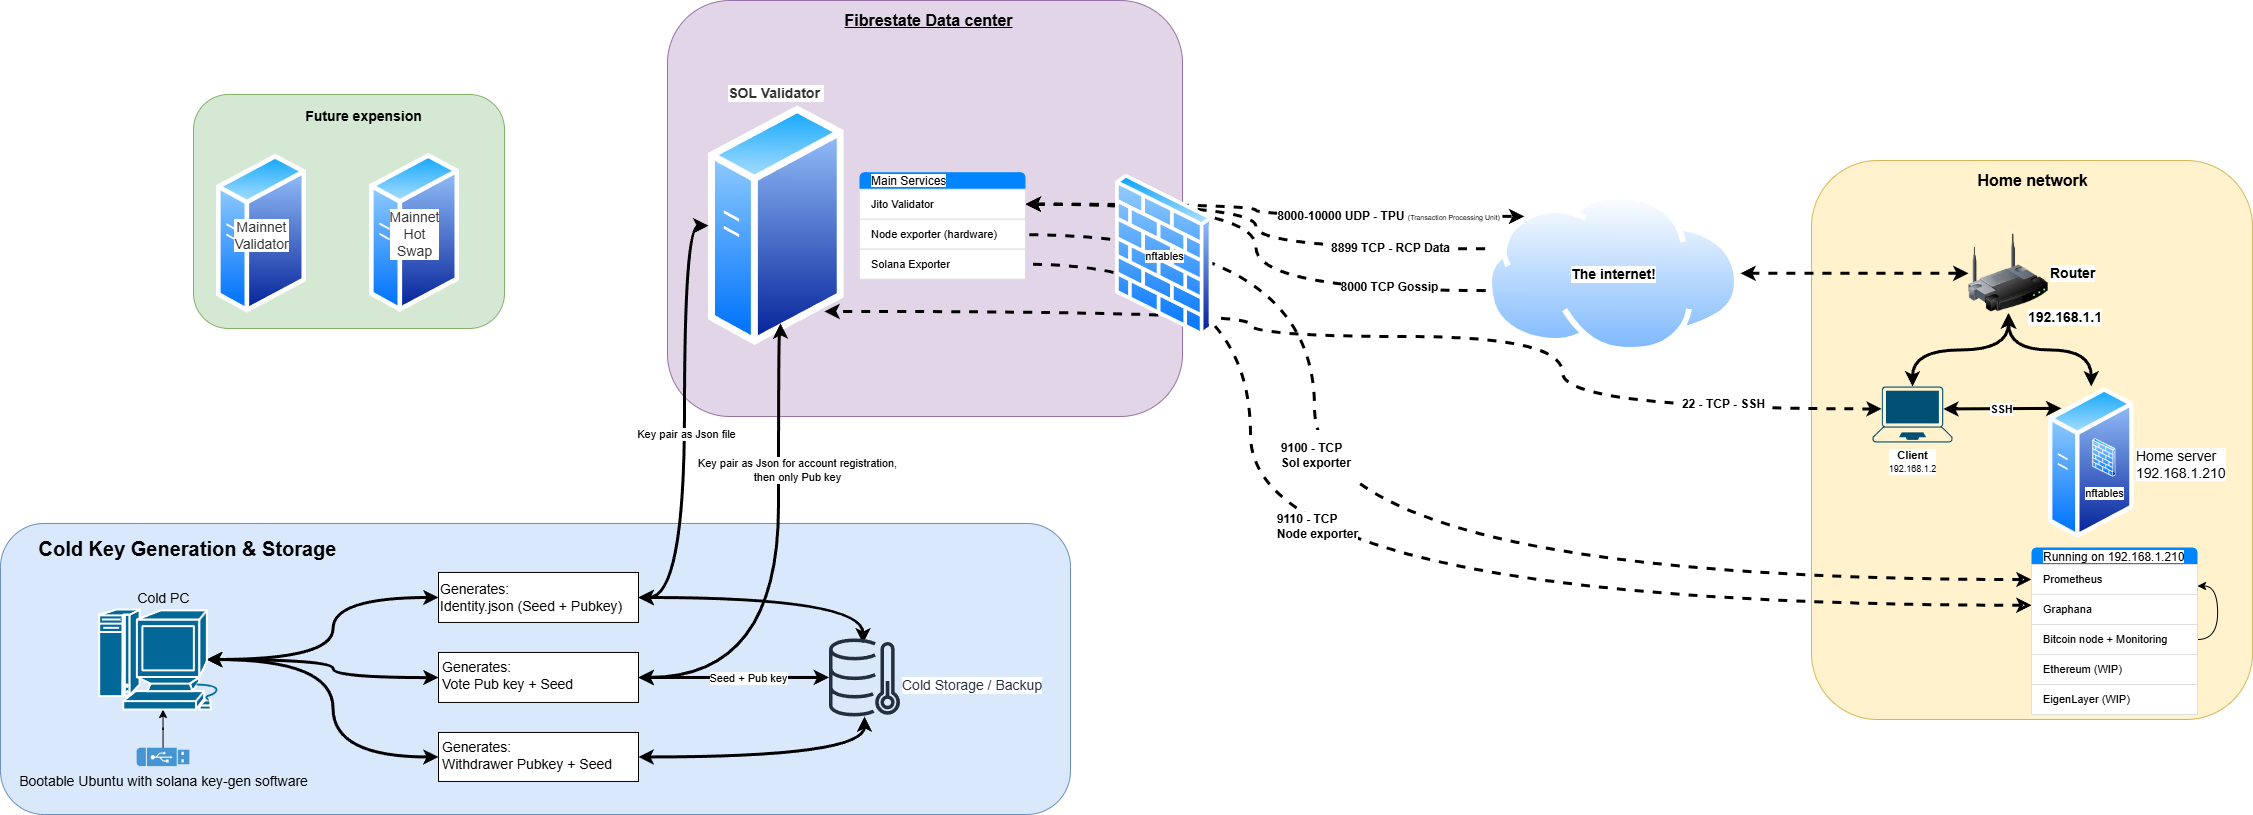 Fibrestate Data center
SOL Validator
Main Services
Jito Validator
Node exporter (hardware)
Solana Exporter
nftables
Future expension
Mainnet
Validator
Mainnet
Hot
Swap
8000-10000 UDP - TPU (Transaction Processing Unit)
8899 TCP - RCP Data
8000 TCP Gossip
The internet!
22 - TCP - SSH
9100 - TCP
Sol exporter
9110 - TCP
Node exporter
Home network
Router
192.168.1.1
SSH
Client
192.168.1.2
Home server
192.168.1.210
nftables
Running on 192.168.1.210
Prometheus
Graphana
Bitcoin node + Monitoring
Ethereum (WIP)
EigenLayer (WIP)
Key pair as Json file
Key pair as Json for account registration,
then only Pub key
Cold Key Generation & Storage
Cold PC
Bootable Ubuntu with solana key-gen software
Generates:
Identity.json (Seed + Pubkey)
Generates:
Vote Pub key + Seed
Generates:
Withdrawer Pubkey + Seed
Seed + Pub key
Cold Storage / Backup